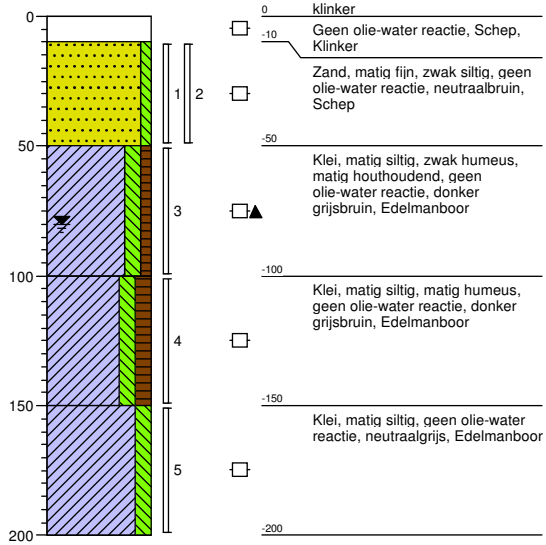 0
50
100
150
200
1
2
3
4
5
0
klinker
-10
Geen olie-water reactie, Schep,
Klinker
Zand, matig fijn, zwak siltig, geen
olie-water reactie, neutraalbruin,
Schep
-50
Klei, matig siltig, zwak humeus,
matig houthoudend, geen
olie-water reactie, donker
grijsbruin, Edelmanboor
-100
Klei, matig siltig, matig humeus,
geen olie-water reactie, donker
grijsbruin, Edelmanboor
-150
Klei, matig siltig, geen olie-water
reactie, neutraalgrijs, Edelmanboor
-200